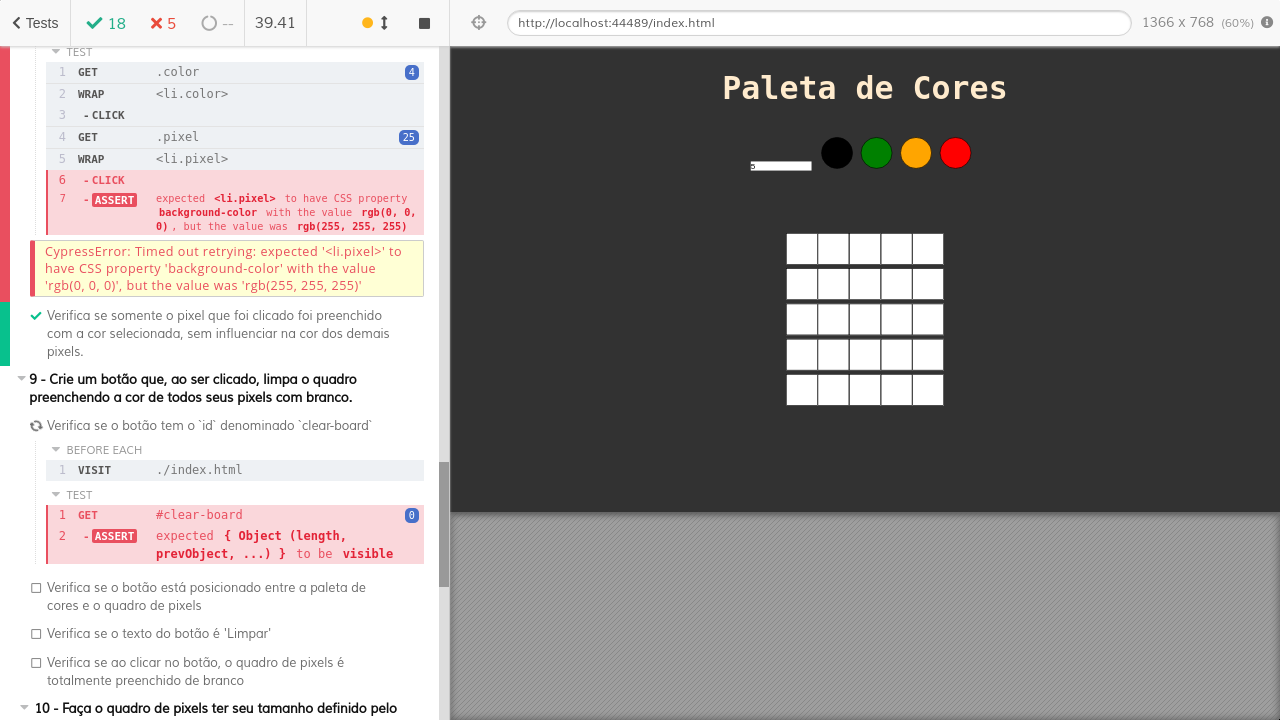 Tests
18
5
--
39.41
http://localhost:44489/index.html
1366 x 768 (60%)
TEST
1 GET .color 4
2 WRAP <li.color>
3 - CLICK
4 GET .pixel 25
5 WRAP <li.pixel>
6 - CLICK
7 - ASSERT expected <li.pixel> to have CSS property
background-color with the value rgb(0, 0,
0) , but the value was rgb(255, 255, 255)
CypressError: Timed out retrying: expected '<li.pixel>' to
have CSS property 'background-color' with the value
'rgb(0, 0, 0)', but the value was 'rgb(255, 255, 255)'
Verifica se somente o pixel que foi clicado foi preenchido
com a cor selecionada, sem influenciar na cor dos demais
pixels.
9 - Crie um botão que, ao ser clicado, limpa o quadro
preenchendo a cor de todos seus pixels com branco.
Verifica se o botão tem o `id` denominado `clear-board`
BEFORE EACH
1 VISIT ./index.html
TEST
1 GET #clear-board 0
2 - ASSERT expected { Object (length,
prevObject, ...) } to be visible
Verifica se o botão está posicionado entre a paleta de
cores e o quadro de pixels
Verifica se o texto do botão é 'Limpar'
Verifica se ao clicar no botão, o quadro de pixels é
totalmente preenchido de branco
10 - Faça o quadro de pixels ter seu tamanho definido pelo
Paleta de Cores